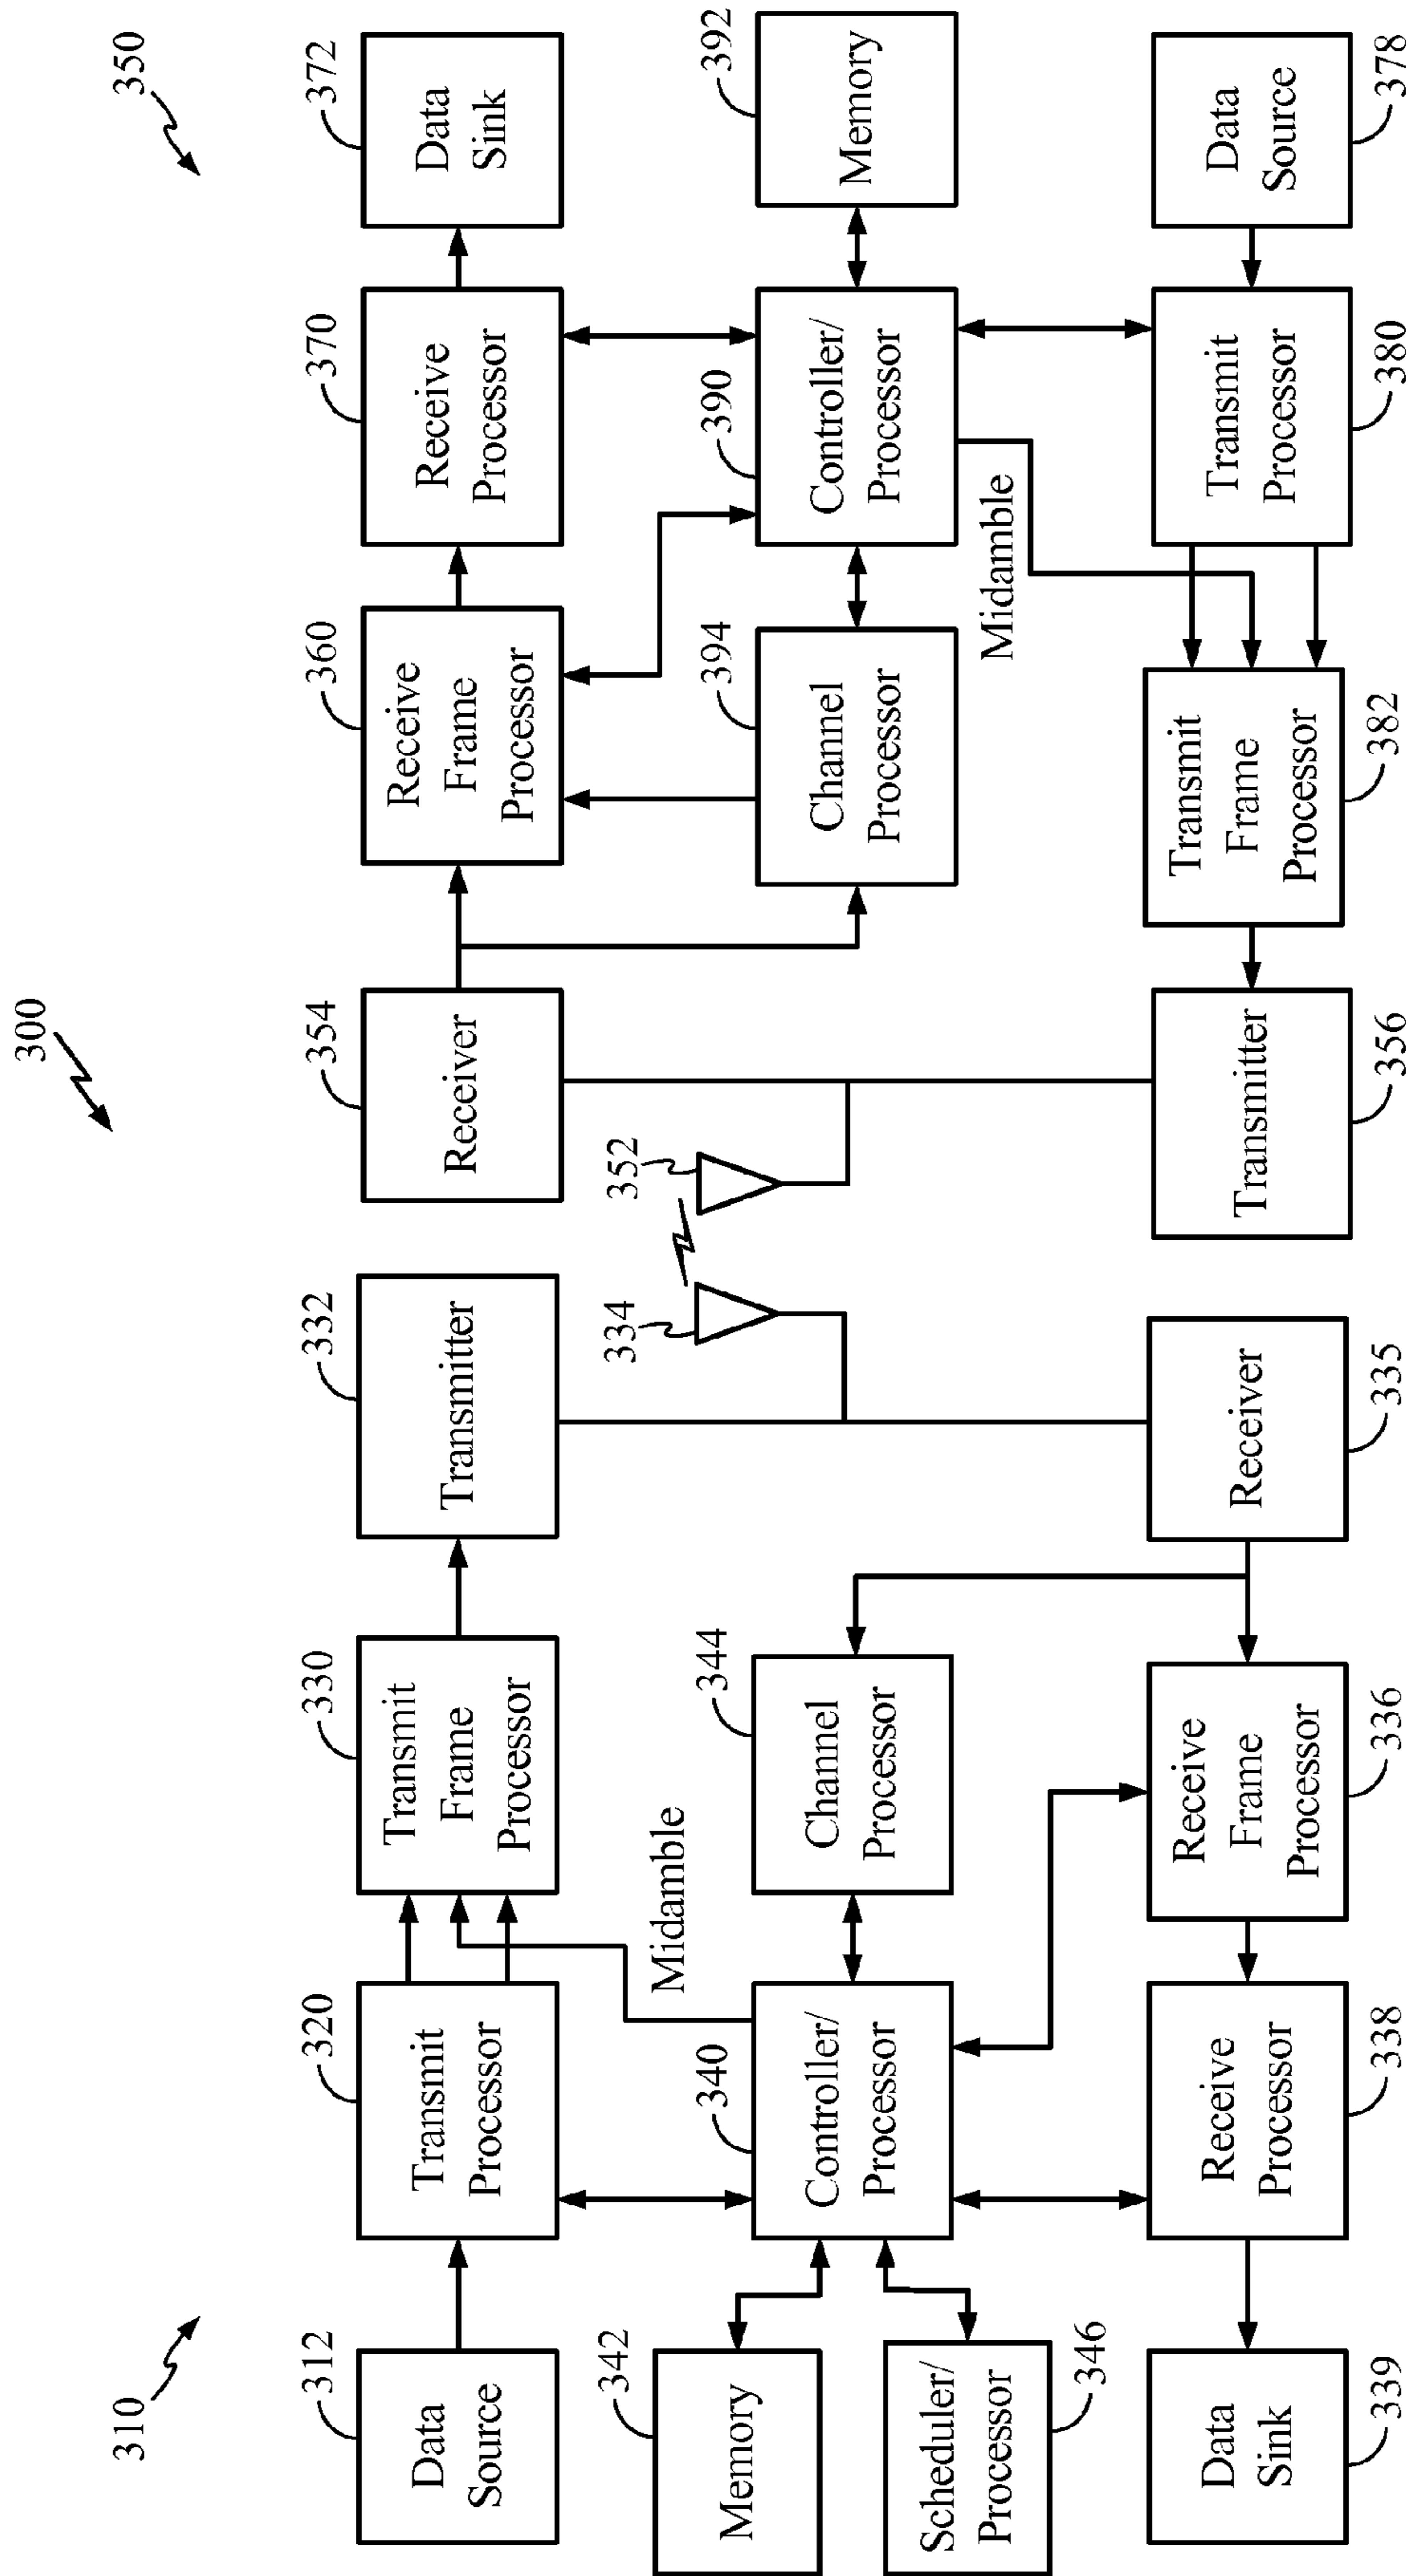 300
310
350
312
Data
Source
320
Transmit
Processor
330
Transmit
Frame
Processor
332
Transmitter
354
Receiver
360
Receive
Frame
Processor
370
Receive
Processor
372
Data
Sink
Midamble
334
352
342
Memory
340
Controller/
Processor
344
Channel
Processor
394
Channel
Processor
390
Controller/
Processor
392
Memory
Scheduler/
Processor
346
Midamble
Data
Sink
339
Receive
Processor
338
Receive
Frame
Processor
336
Receiver
335
Transmitter
356
Transmit
Frame
Processor
382
Transmit
Processor
380
Data
Source
378